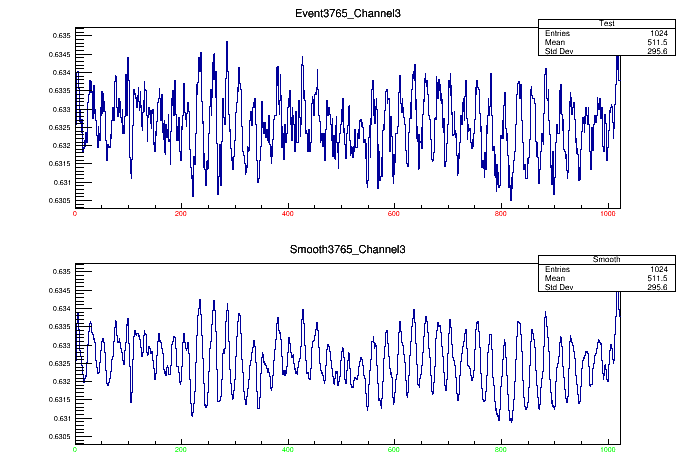 Event3765_Channel3
Test
Entries 1024
Mean 511.5
Std Dev 295.6
0.635
0.6345
0.634
0.6335
0.633
0.6325
0.632
0.6315
0.631
0.6305
0 200 400 600 800 1000
Smooth3765_Channel3
Smooth
Entries 1024
Mean 511.5
Std Dev 295.6
0.635
0.6345
0.634
0.6335
0.633
0.6325
0.632
0.6315
0.631
0.6305
0 200 400 600 800 1000